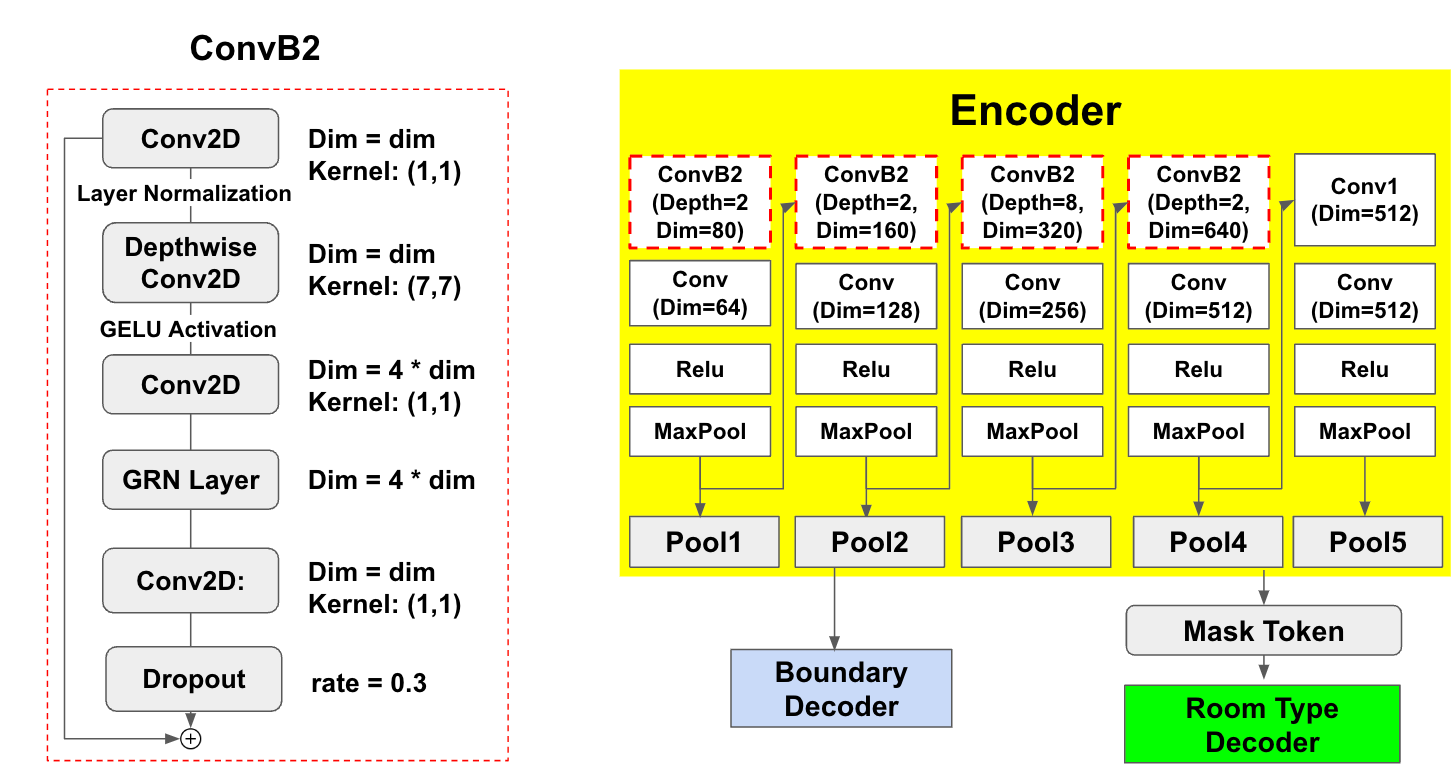 ConvB2
Conv2D
Dim = dim
Kernel: (1,1)
Layer Normalization
Depthwise
Conv2D
Dim = dim
Kernel: (7,7)
GELU Activation
Conv2D
Dim = 4 * dim
Kernel: (1,1)
GRN Layer
Dim = 4 * dim
Conv2D:
Dim = dim
Kernel: (1,1)
Dropout
rate = 0.3
+
Encoder
ConvB2
(Depth=2
Dim=80)
Conv
(Dim=64)
Relu
MaxPool
Pool1
ConvB2
(Depth=2,
Dim=160)
Conv
(Dim=128)
Relu
MaxPool
Pool2
ConvB2
(Depth=8,
Dim=320)
Conv
(Dim=256)
Relu
MaxPool
Pool3
ConvB2
(Depth=2,
Dim=640)
Conv
(Dim=512)
Relu
MaxPool
Pool4
Conv1
(Dim=512)
Conv
(Dim=512)
Relu
MaxPool
Pool5
Boundary
Decoder
Mask Token
Room Type
Decoder